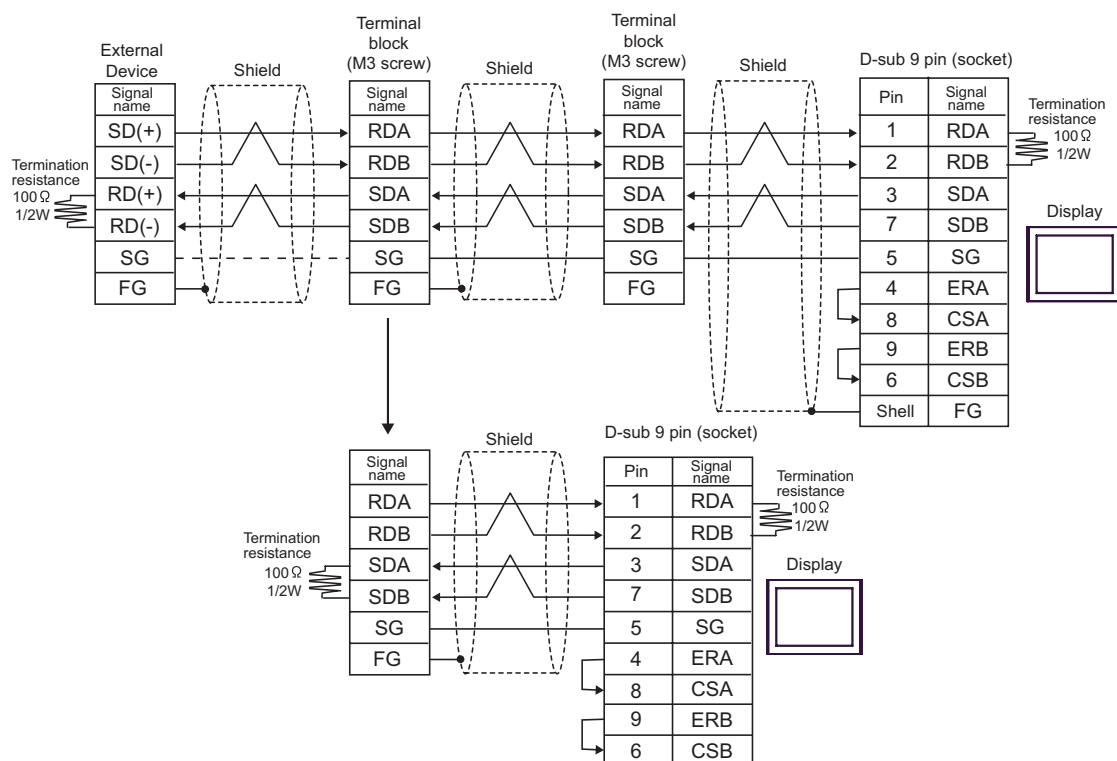 Terminal
block
(M3 screw)
Terminal
block
(M3 screw)
External
Device
Shield
Shield
Shield
D-sub 9 pin (socket)
Signal
name
Signal
name
Signal
name
Pin
Signal
name
SD(+)
RDA
RDA
1
RDA
SD(-)
RDB
RDB
2
RDB
RD(+)
SDA
SDA
3
SDA
RD(-)
SDB
SDB
7
SDB
SG
SG
SG
5
SG
FG
FG
FG
4
ERA
8
CSA
9
ERB
6
CSB
Shell
FG
Termination
resistance
100Ω
1/2W
Termination
resistance
100Ω
1/2W
Display
Shield
D-sub 9 pin (socket)
Signal
name
Pin
Signal
name
RDA
1
RDA
RDB
2
RDB
SDA
3
SDA
SDB
7
SDB
SG
5
SG
FG
4
ERA
8
CSA
9
ERB
6
CSB
Termination
resistance
100Ω
1/2W
Termination
resistance
100Ω
1/2W
Display